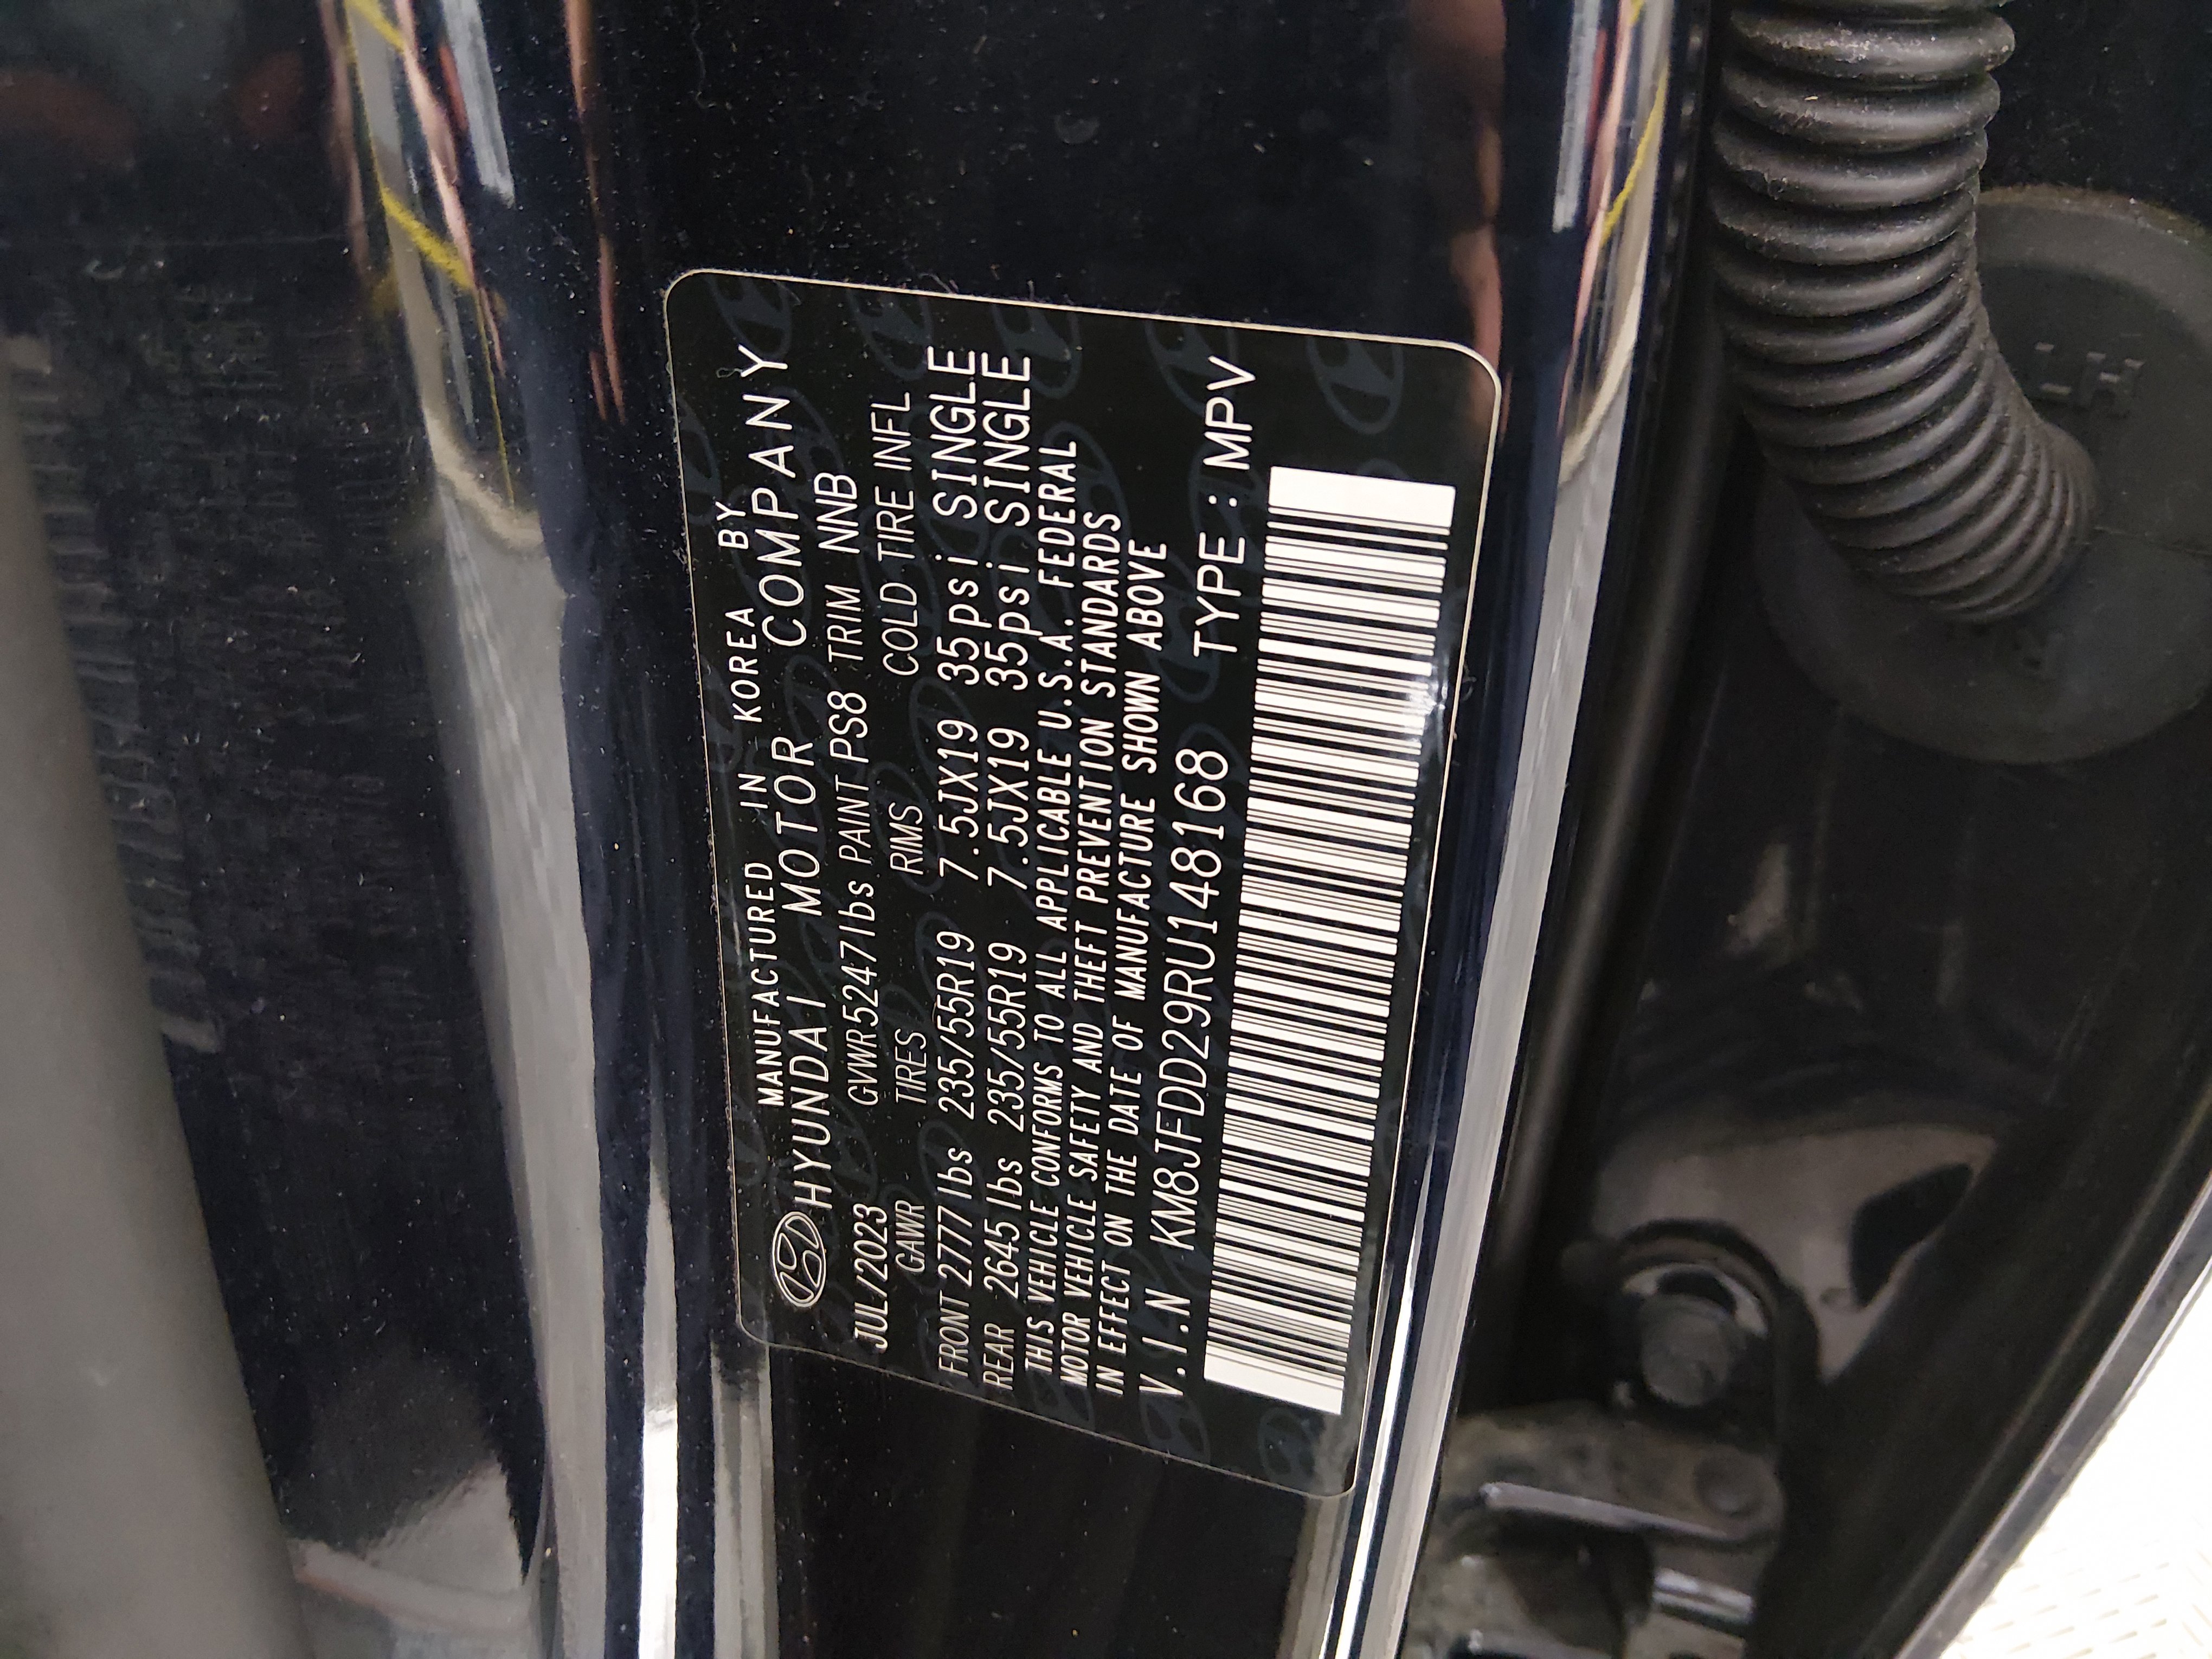 MANUFACTURED IN KOREA BY
HYUNDAI MOTOR COMPANY
JUL/2023 GVWR5247lbs PAINT PS8 TRIM NNB
GAWR TIRES RIMS COLD TIRE INFL
FRONT 2777lbs 235/55R19 7.5JX19 35psi SINGLE
REAR 2645lbs 235/55R19 7.5JX19 35psi SINGLE
THIS VEHICLE CONFORMS TO ALL APPLICABLE U.S.A. FEDERAL
MOTOR VEHICLE SAFETY AND THEFT PREVENTION STANDARDS
IN EFFECT ON THE DATE OF MANUFACTURE SHOWN ABOVE
V.I.N KM8JFDD29RU148168 TYPE : MPV